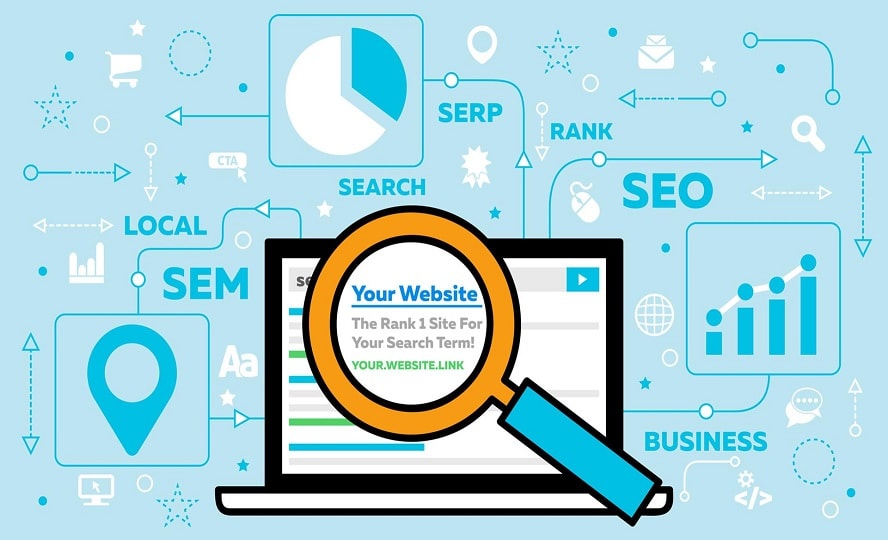 SERP
RANK
CTA
SEARCH
SEO
LOCAL
SEM
se
Your Website
The Rank 1 Site For
Your Search Term!
YOUR.WEBSITE.LINK
Aa
BUSINESS